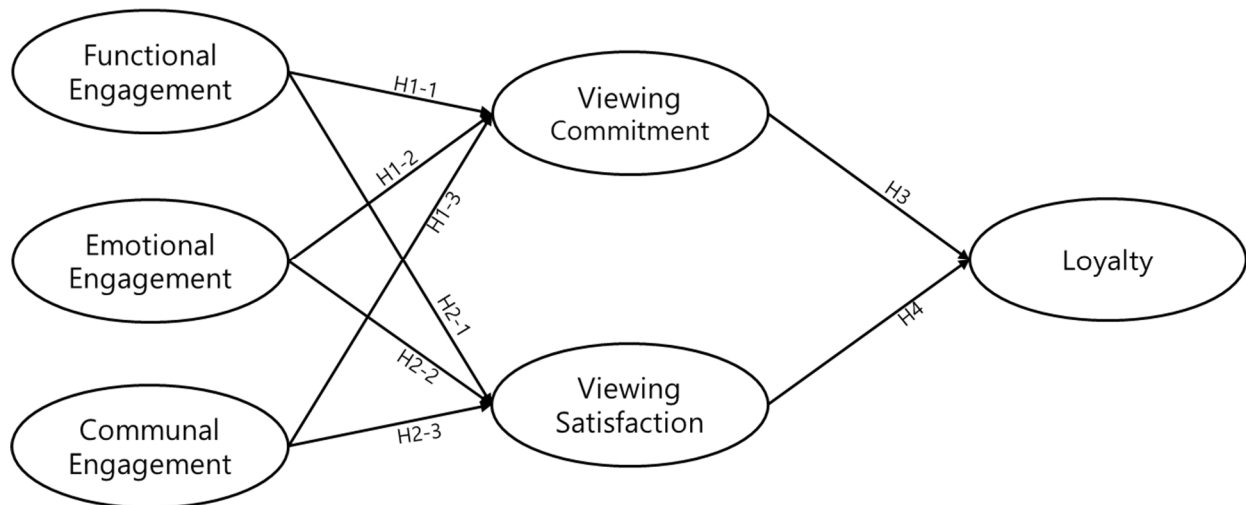 Functional
Engagement
Emotional
Engagement
Communal
Engagement
H1-1
H1-2
H1-3
H2-1
H2-2
H2-3
Viewing
Commitment
Viewing
Satisfaction
H3
H4
Loyalty